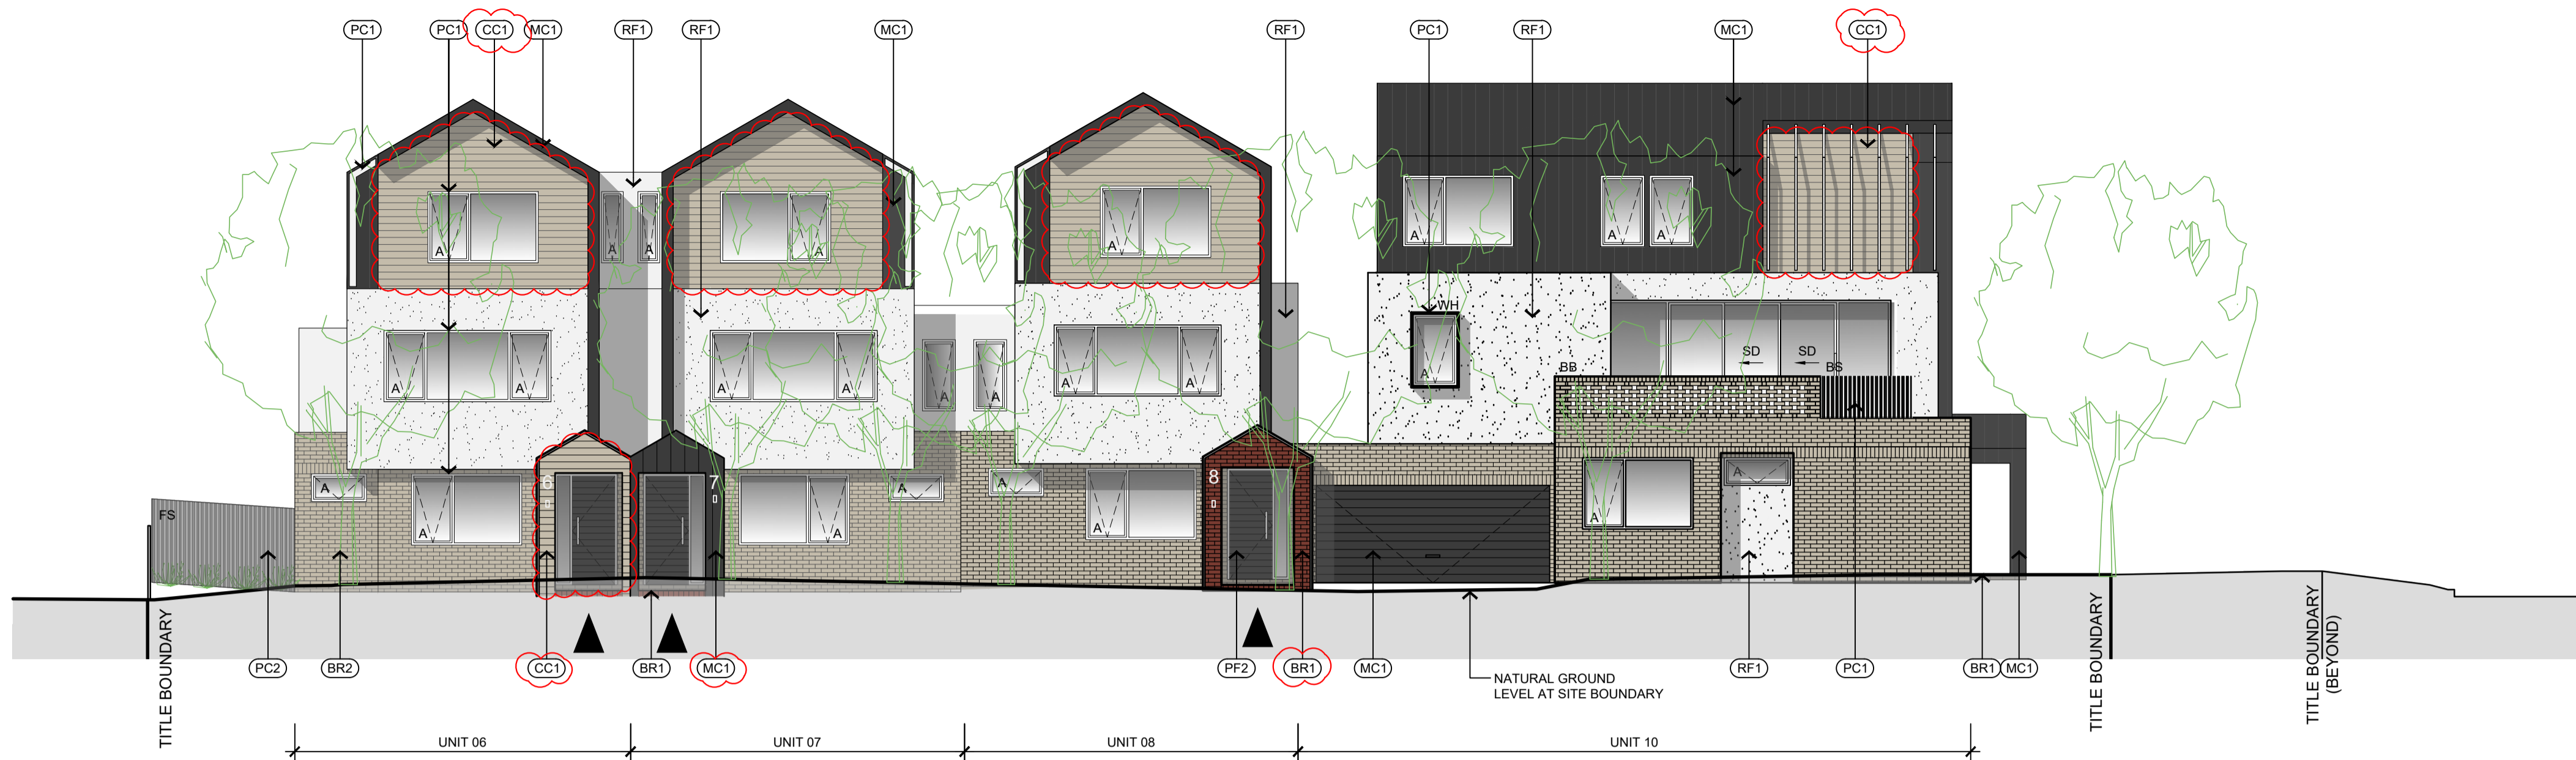 PC1
PC1
CC1
MC1
RF1
RF1
MC1
RF1
PC1
RF1
MC1
CC1
A
A
A
A
A
A
A
A
WH
A
A
A
A
A
A
A
A
A
A
SD
SD
BB
BS
FS
A
A
6
7
A
A
A
A
8
A
A
PC2
BR2
CC1
BR1
MC1
PF2
BR1
MC1
RF1
PC1
BR1
MC1
NATURAL GROUND
LEVEL AT SITE BOUNDARY
TITLE BOUNDARY
TITLE BOUNDARY
TITLE BOUNDARY
(BEYOND)
UNIT 06
UNIT 07
UNIT 08
UNIT 10